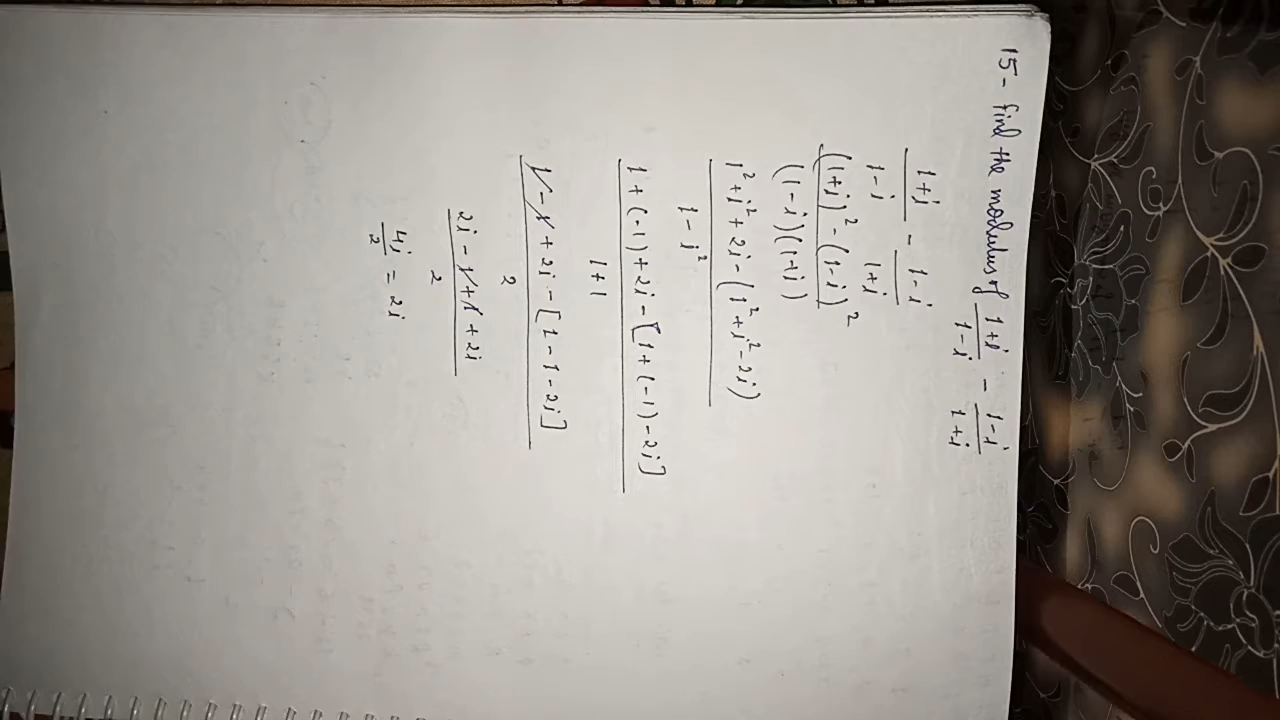 15- find the modulus of (1+i)/(1-i) - (1-i)/(1+i)
(1+i)/(1-i) - (1-i)/(1+i)
((1+i)² - (1-i)²)/((1-i)(1+i))
(1²+i²+2i-(1²+i²-2i))/(1-i²)
(1+(-1)+2i-[1+(-1)-2i])/(1+1)
(1-1+2i-[1-1-2i])/2
(2i-1+1+2i)/2
4i/2 = 2i